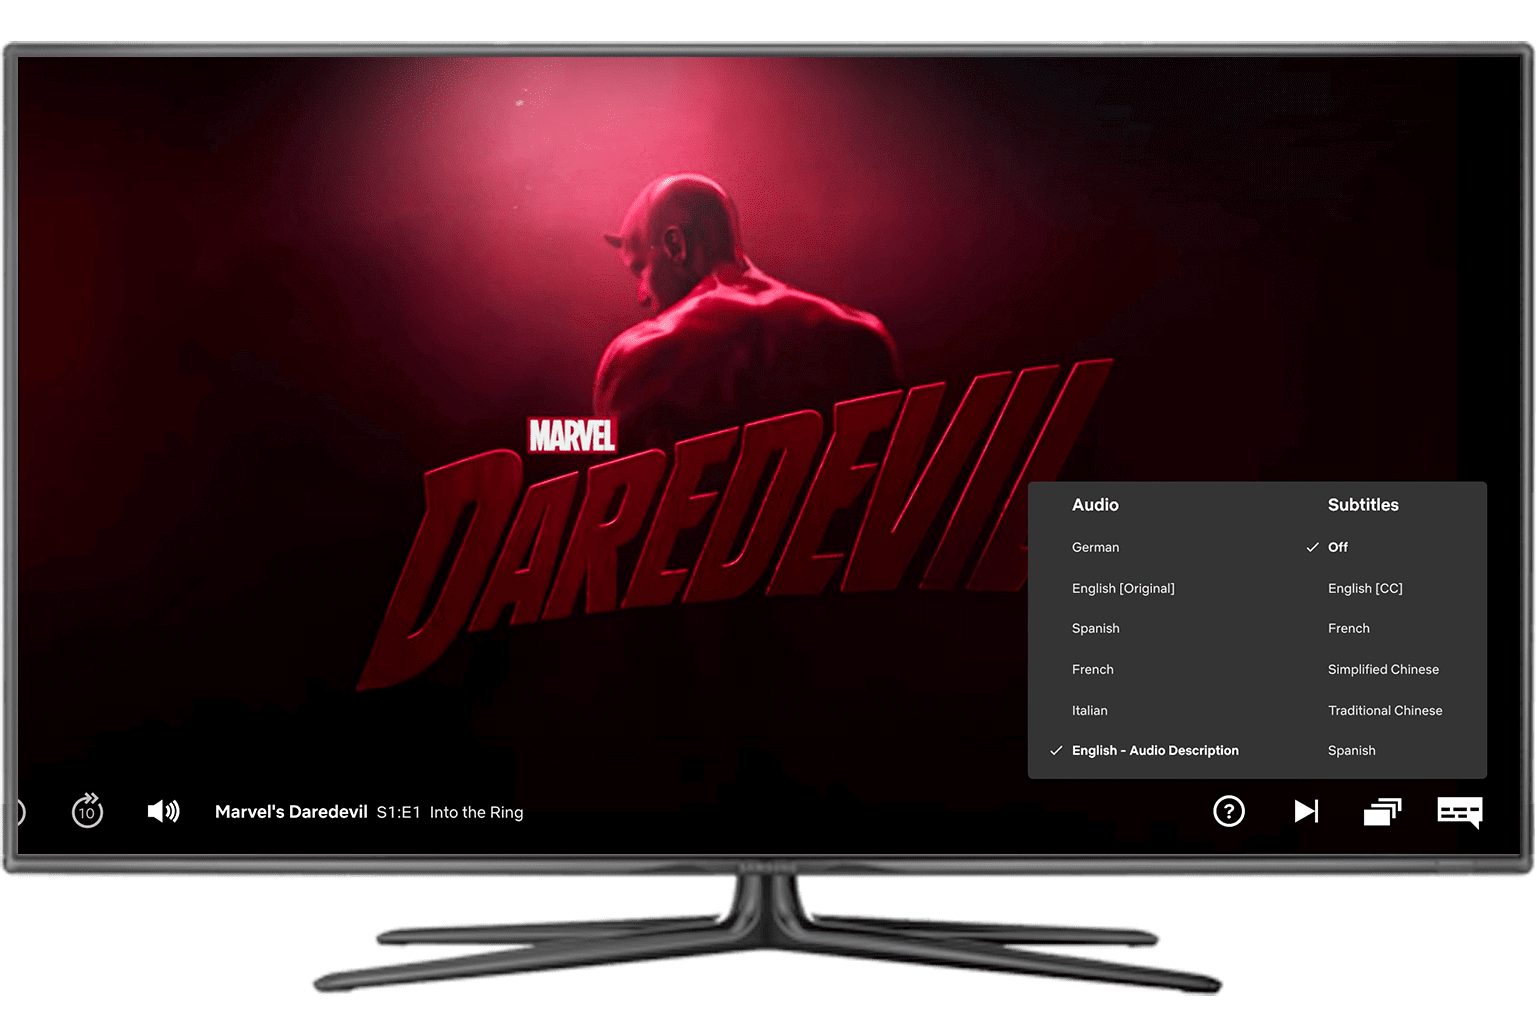 MARVEL
DAREDEVIL
Audio
German
English [Original]
Spanish
French
Italian
English - Audio Description
Subtitles
Off
English [CC]
French
Simplified Chinese
Traditional Chinese
Spanish
10
Marvel's Daredevil S1:E1 Into the Ring
?